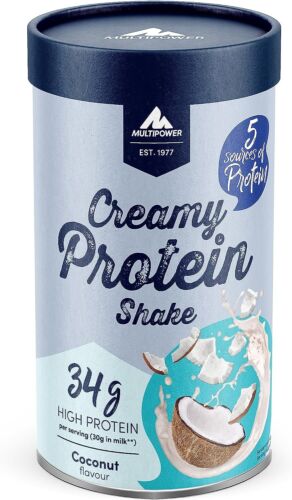 MULTIPOWER
MULTIPOWER
EST. 1977
5
sources of
Protein
Creamy
Protein
Shake
34g
HIGH PROTEIN
per serving (30g in milk**)
Coconut
flavour